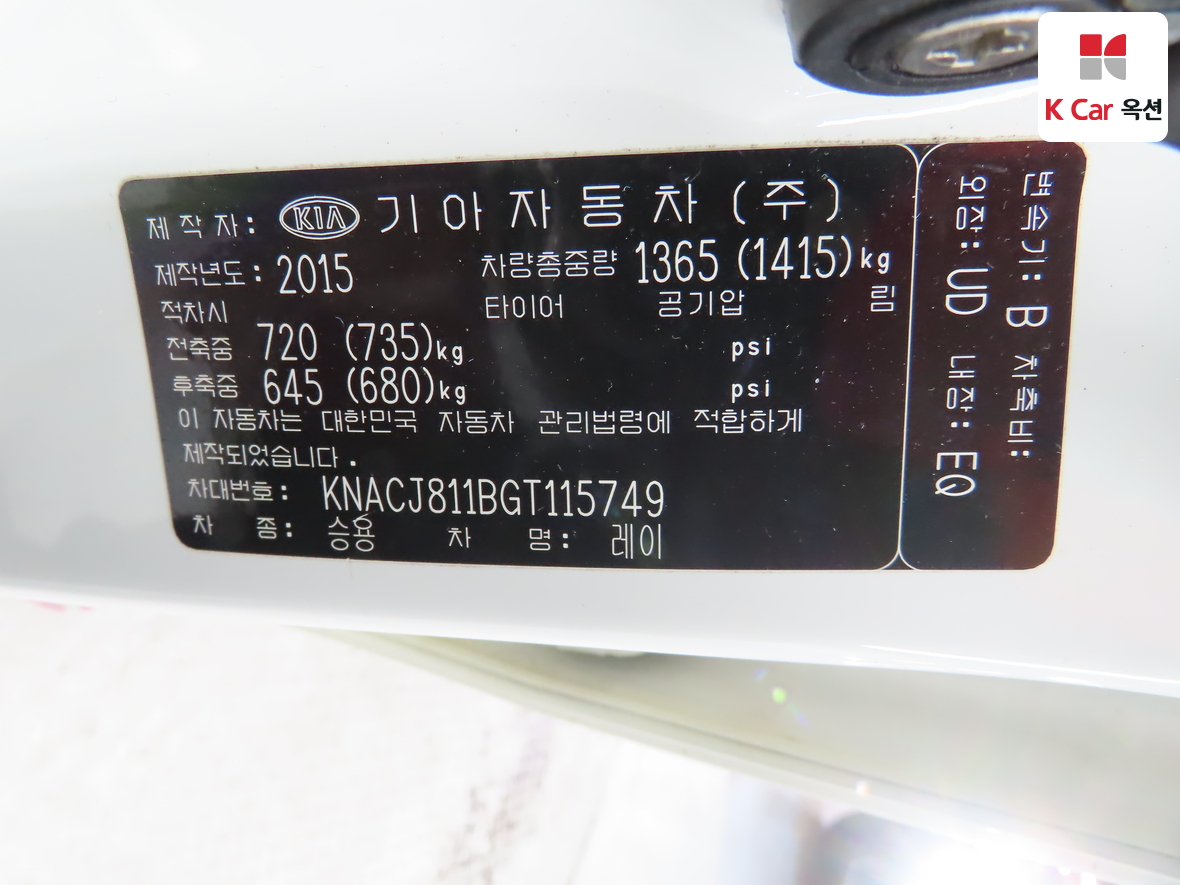 K Car 옥션
제 작 자: KIA 기 아 자 동 차 (주)
제작년도: 2015 차량총중량 1365 (1415)kg
적차시 타이어 공기압 림
전축중 720 (735)kg psi
후축중 645 (680)kg psi
이 자동차는 대한민국 자동차 관리법령에 적합하게
제작되었습니다.
차대번호: KNACJ811BGT115749
차 종: 승용 차 명: 레이
변속기: B 차축비:
외장: UD 내장: EQ